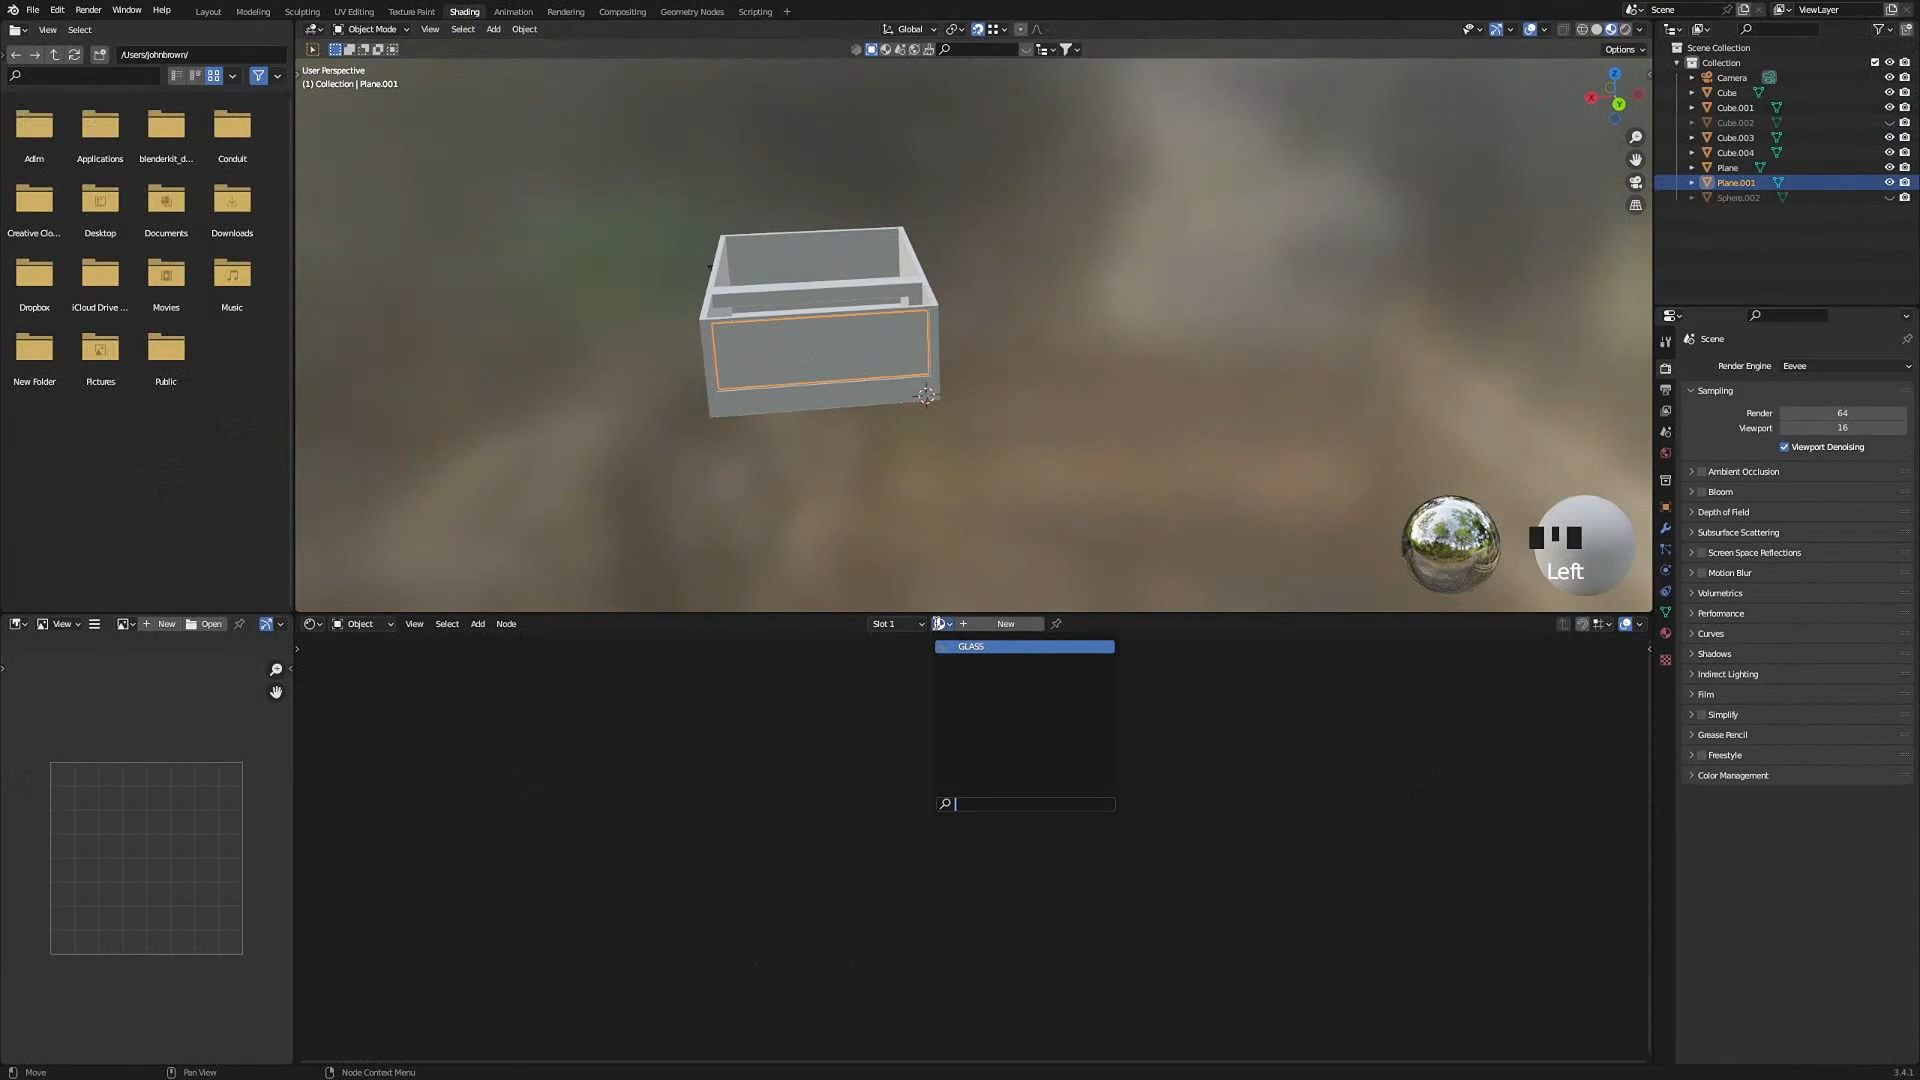 File Edit Render Window Help
Layout Modeling Sculpting UV Editing Texture Paint Shading Animation Rendering Compositing Geometry Nodes Scripting
Scene ViewLayer
View Select
/Users/johnbrown/
Object Mode View Select Add Object
Global
Options
User Perspective
(1) Collection | Plane.001
X Y Z
Adlm Applications blenderkit_d... Conduit
Creative Clo... Desktop Documents Downloads
Dropbox iCloud Drive ... Movies Music
New Folder Pictures Public
Left
Scene Collection
Collection
Camera
Cube
Cube.001
Cube.002
Cube.003
Cube.004
Plane
Plane.001
Sphere.002
Scene
Render Engine Eevee
Sampling
Render 64
Viewport 16
Viewport Denoising
Ambient Occlusion
Bloom
Depth of Field
Subsurface Scattering
Screen Space Reflections
Motion Blur
Volumetrics
Performance
Curves
Shadows
Indirect Lighting
Film
Simplify
Grease Pencil
Freestyle
Color Management
View New Open
Object View Select Add Node
Slot 1 New
GLASS
Move Pan View Node Context Menu
3.4.1